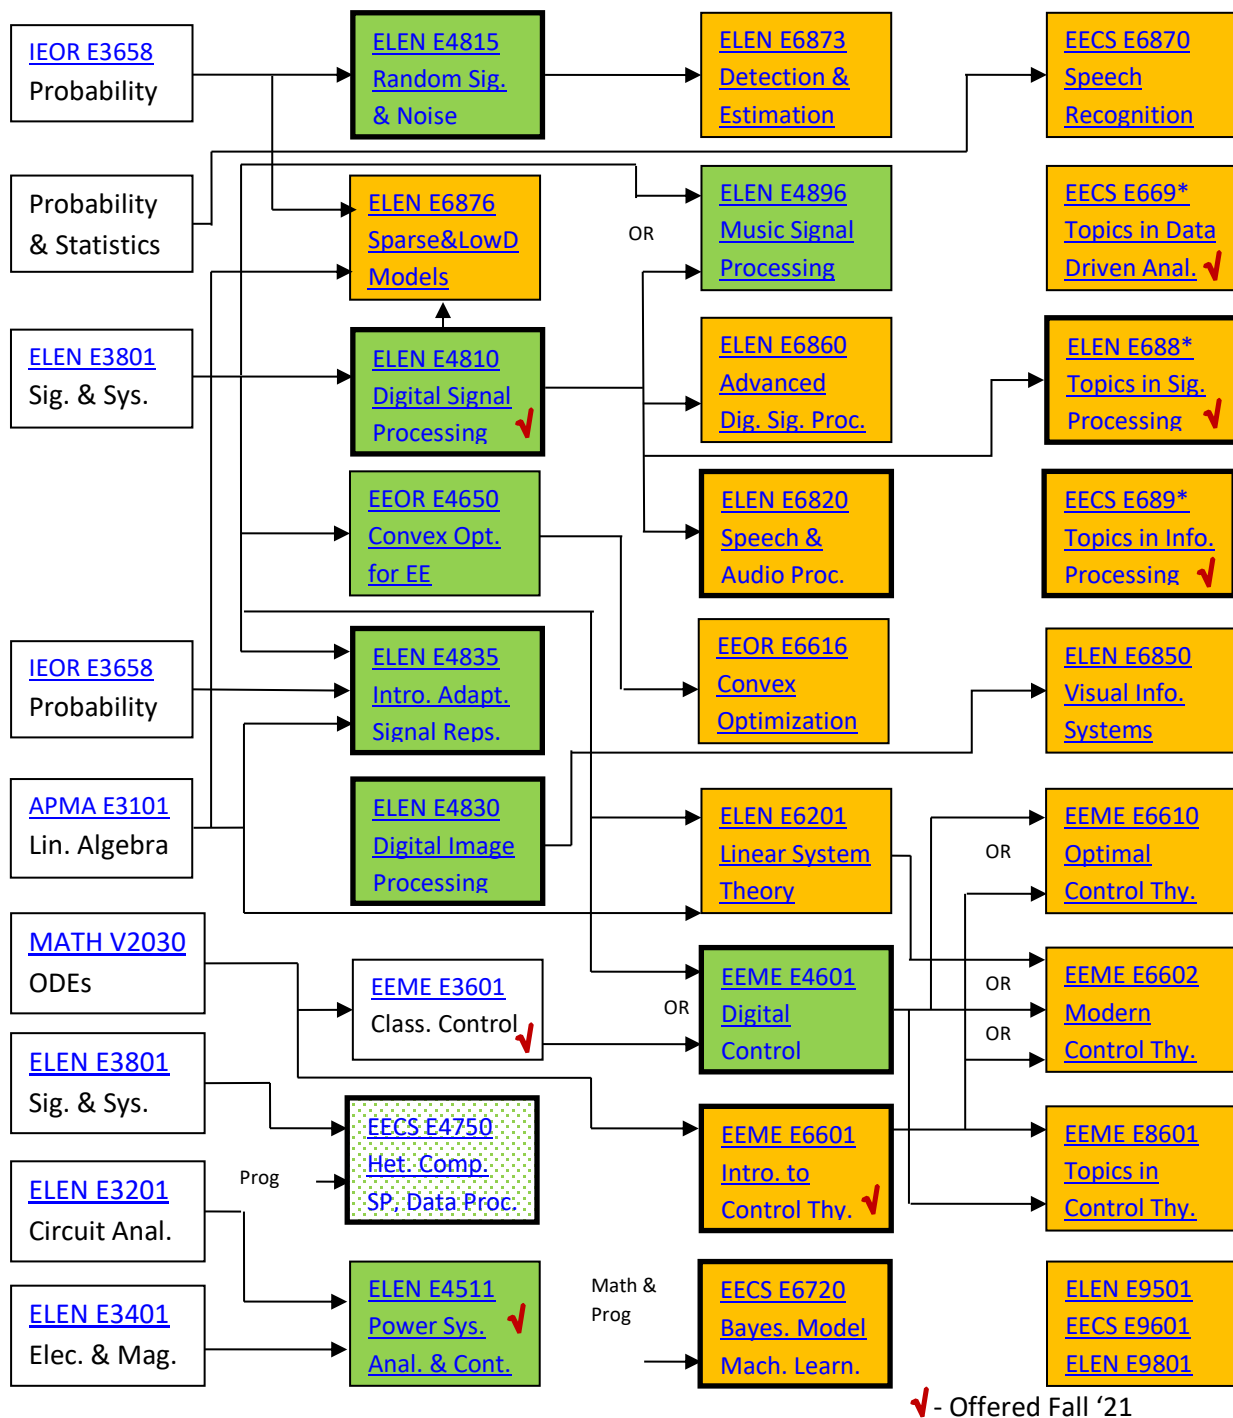 IEOR E3658
Probability
ELEN E4815
Random Sig.
& Noise
ELEN E6873
Detection &
Estimation
EECS E6870
Speech
Recognition
Probability
& Statistics
ELEN E6876
Sparse&LowD
Models
OR
ELEN E4896
Music Signal
Processing
EECS E669*
Topics in Data
Driven Anal. √
ELEN E3801
Sig. & Sys.
ELEN E4810
Digital Signal
Processing √
ELEN E6860
Advanced
Dig. Sig. Proc.
ELEN E688*
Topics in Sig.
Processing √
EEOR E4650
Convex Opt.
for EE
ELEN E6820
Speech &
Audio Proc.
EECS E689*
Topics in Info.
Processing √
IEOR E3658
Probability
ELEN E4835
Intro. Adapt.
Signal Reps.
EEOR E6616
Convex
Optimization
ELEN E6850
Visual Info.
Systems
APMA E3101
Lin. Algebra
ELEN E4830
Digital Image
Processing
ELEN E6201
Linear System
Theory
OR
EEME E6610
Optimal
Control Thy.
MATH V2030
ODEs
EEME E3601
Class. Control √
OR
EEME E4601
Digital
Control
OR
OR
EEME E6602
Modern
Control Thy.
ELEN E3801
Sig. & Sys.
Prog
EECS E4750
Het. Comp.
SP, Data Proc.
EEME E6601
Intro. to
Control Thy. √
EEME E8601
Topics in
Control Thy.
ELEN E3201
Circuit Anal.
ELEN E3401
Elec. & Mag.
ELEN E4511
Power Sys. √
Anal. & Cont.
Math &
Prog
EECS E6720
Bayes. Model
Mach. Learn.
ELEN E9501
EECS E9601
ELEN E9801
√ - Offered Fall ‘21